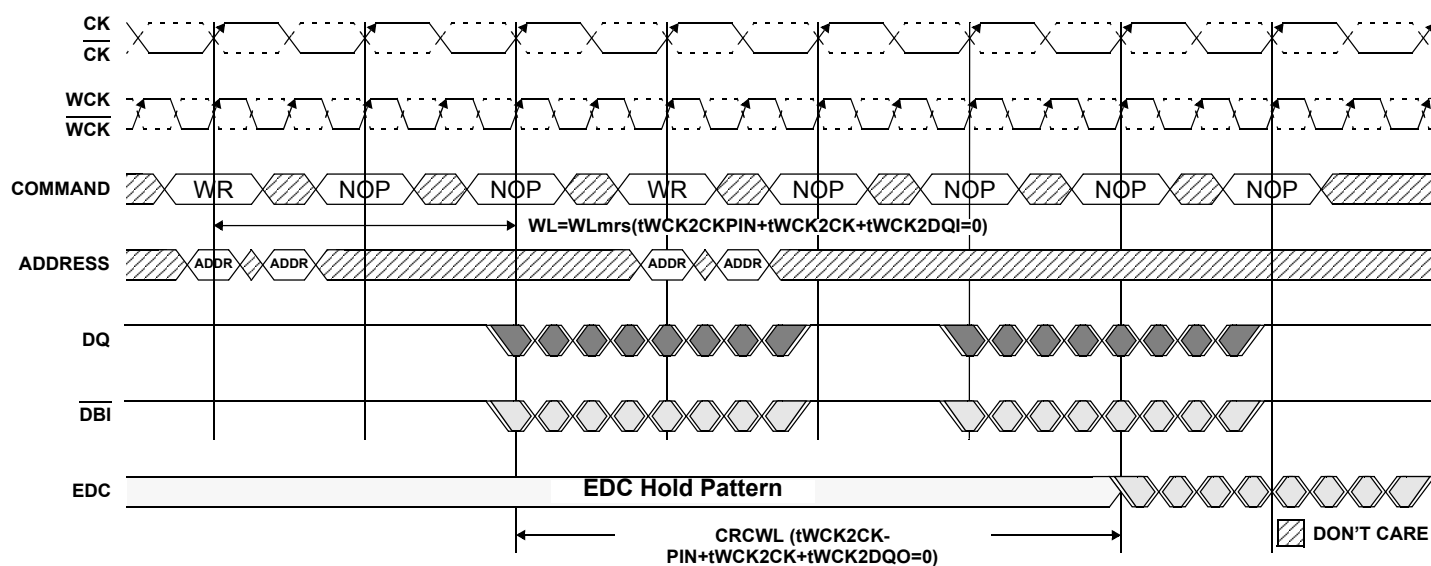 CK
CK
WCK
WCK
COMMAND WR NOP NOP WR NOP NOP NOP NOP
WL=WLmrs(tWCK2CKPIN+tWCK2CK+tWCK2DQI=0)
ADDRESS ADDR ADDR ADDR ADDR
DQ
DBI
EDC EDC Hold Pattern
CRCWL (tWCK2CK-
PIN+tWCK2CK+tWCK2DQO=0)
DON'T CARE